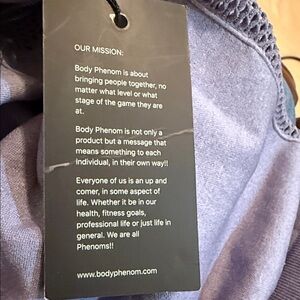 OUR MISSION:
Body Phenom is about
bringing people together, no
matter what level or what
stage of the game they are
at.
Body Phenom is not only a
product but a message that
means something to each
Individual, in their own way!!
Everyone of us is an up and
comer, in some aspect of
life. Whether it be in our
health, fitness goals,
professional life or just life in
general. We are all
Phenoms!!
www.bodyphenom.com